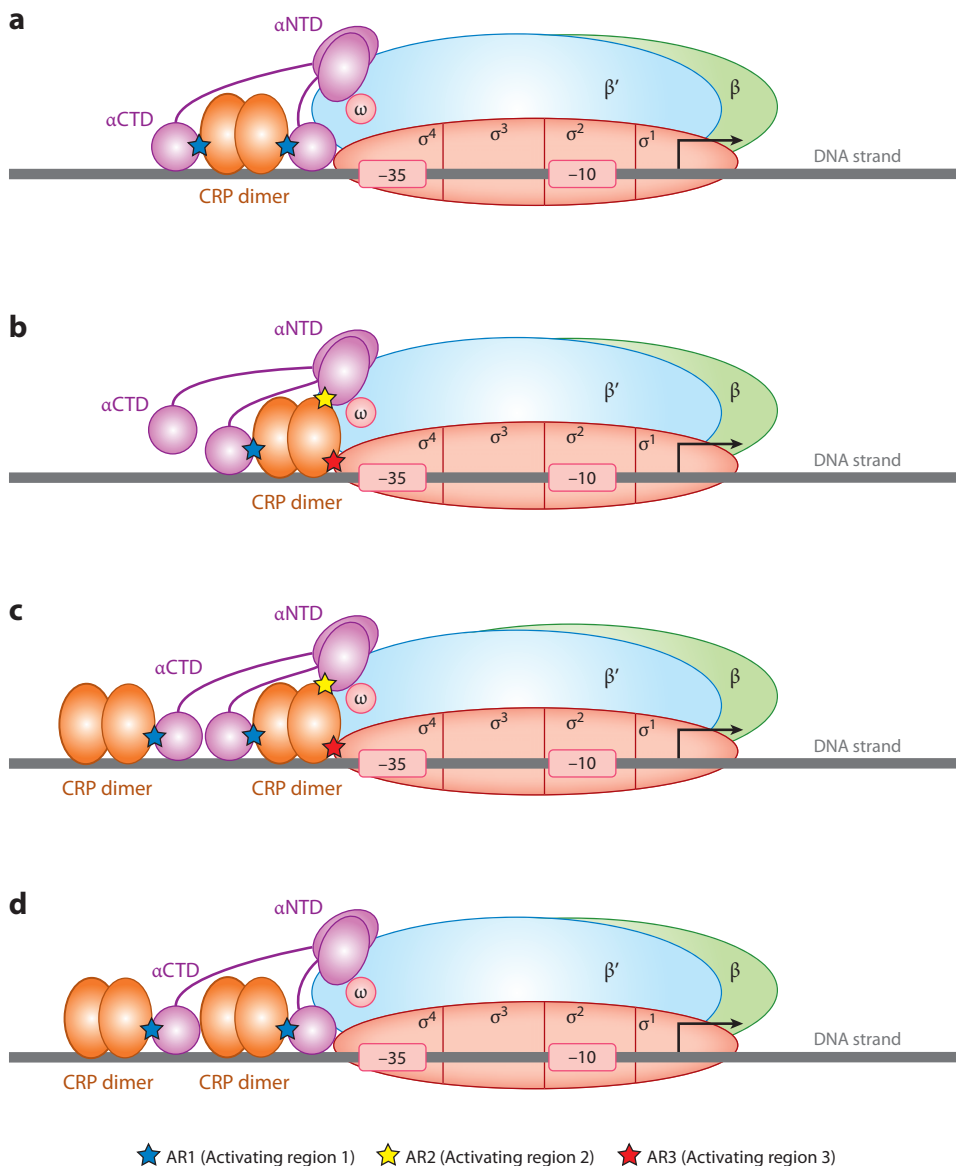 a
αNTD
αCTD
ω
β′
β
σ⁴
σ³
σ²
σ¹
−35
−10
DNA strand
CRP dimer
b
αNTD
αCTD
ω
β′
β
σ⁴
σ³
σ²
σ¹
−35
−10
DNA strand
CRP dimer
c
αNTD
αCTD
ω
β′
β
σ⁴
σ³
σ²
σ¹
−35
−10
DNA strand
CRP dimer
CRP dimer
d
αNTD
αCTD
ω
β′
β
σ⁴
σ³
σ²
σ¹
−35
−10
DNA strand
CRP dimer
CRP dimer
AR1 (Activating region 1)
AR2 (Activating region 2)
AR3 (Activating region 3)